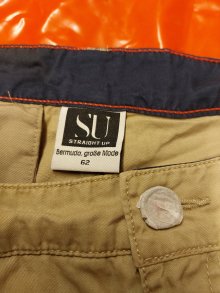 SU
STRAIGHT UP
Bermuda, große Mode
62